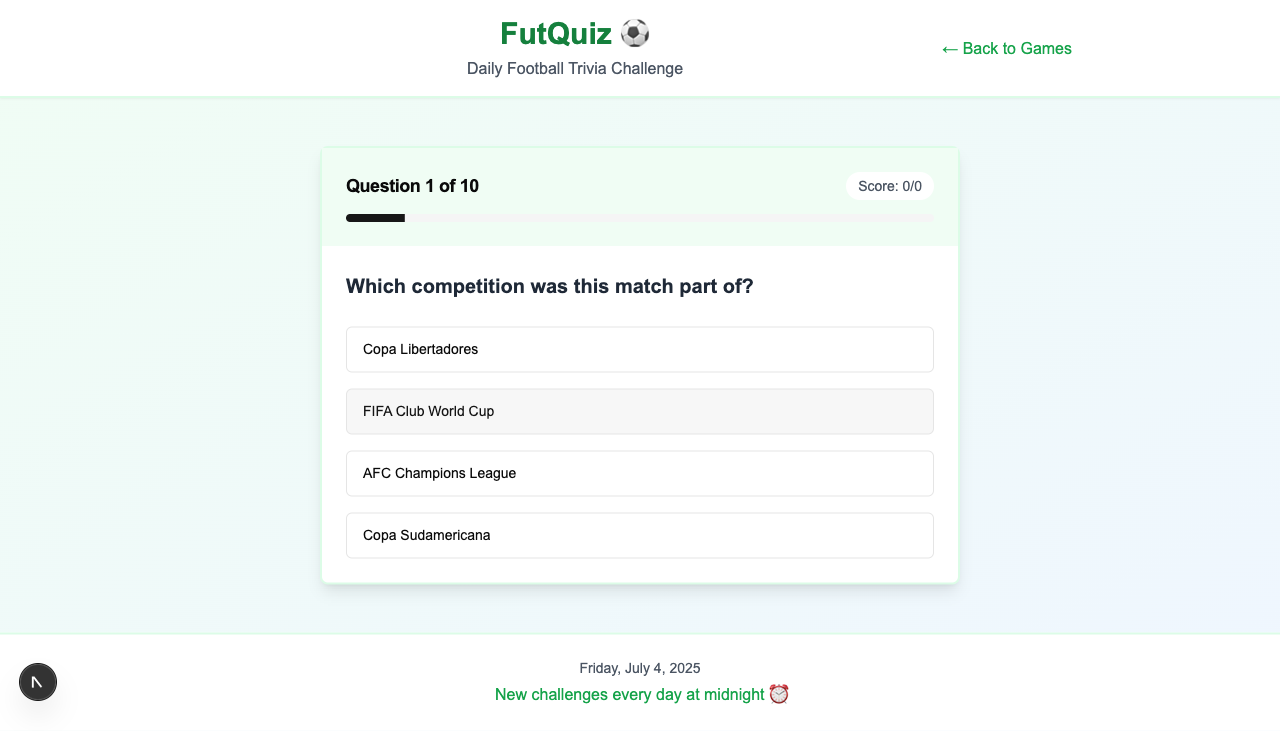 FutQuiz ⚽
Daily Football Trivia Challenge
← Back to Games
Question 1 of 10
Score: 0/0
Which competition was this match part of?
Copa Libertadores
FIFA Club World Cup
AFC Champions League
Copa Sudamericana
Friday, July 4, 2025
New challenges every day at midnight ⏰